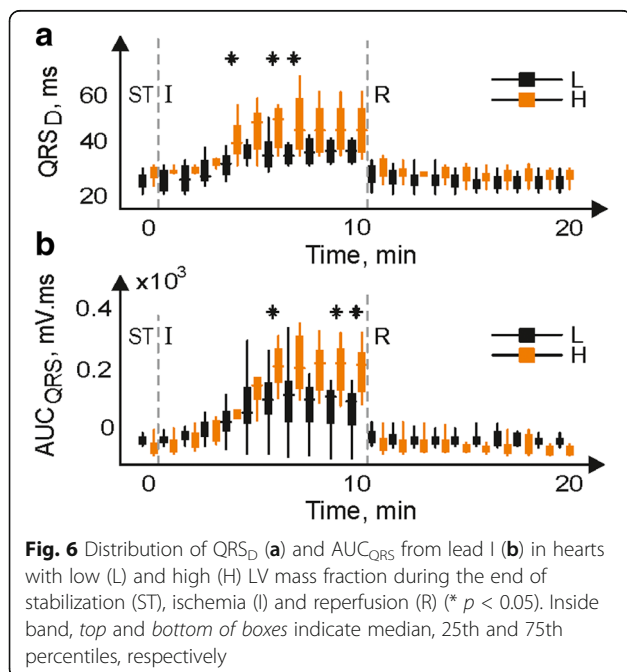 a
* * *
60
40
20
QRSD, ms
ST I
R
L
H
0 10 20
Time, min
b
x10³
0.4
0.2
0
AUCQRS, mV.ms
* * *
ST I
R
L
H
0 10 20
Time, min
Fig. 6 Distribution of QRSD (a) and AUCQRS from lead I (b) in hearts
with low (L) and high (H) LV mass fraction during the end of
stabilization (ST), ischemia (I) and reperfusion (R) (* p < 0.05). Inside
band, top and bottom of boxes indicate median, 25th and 75th
percentiles, respectively